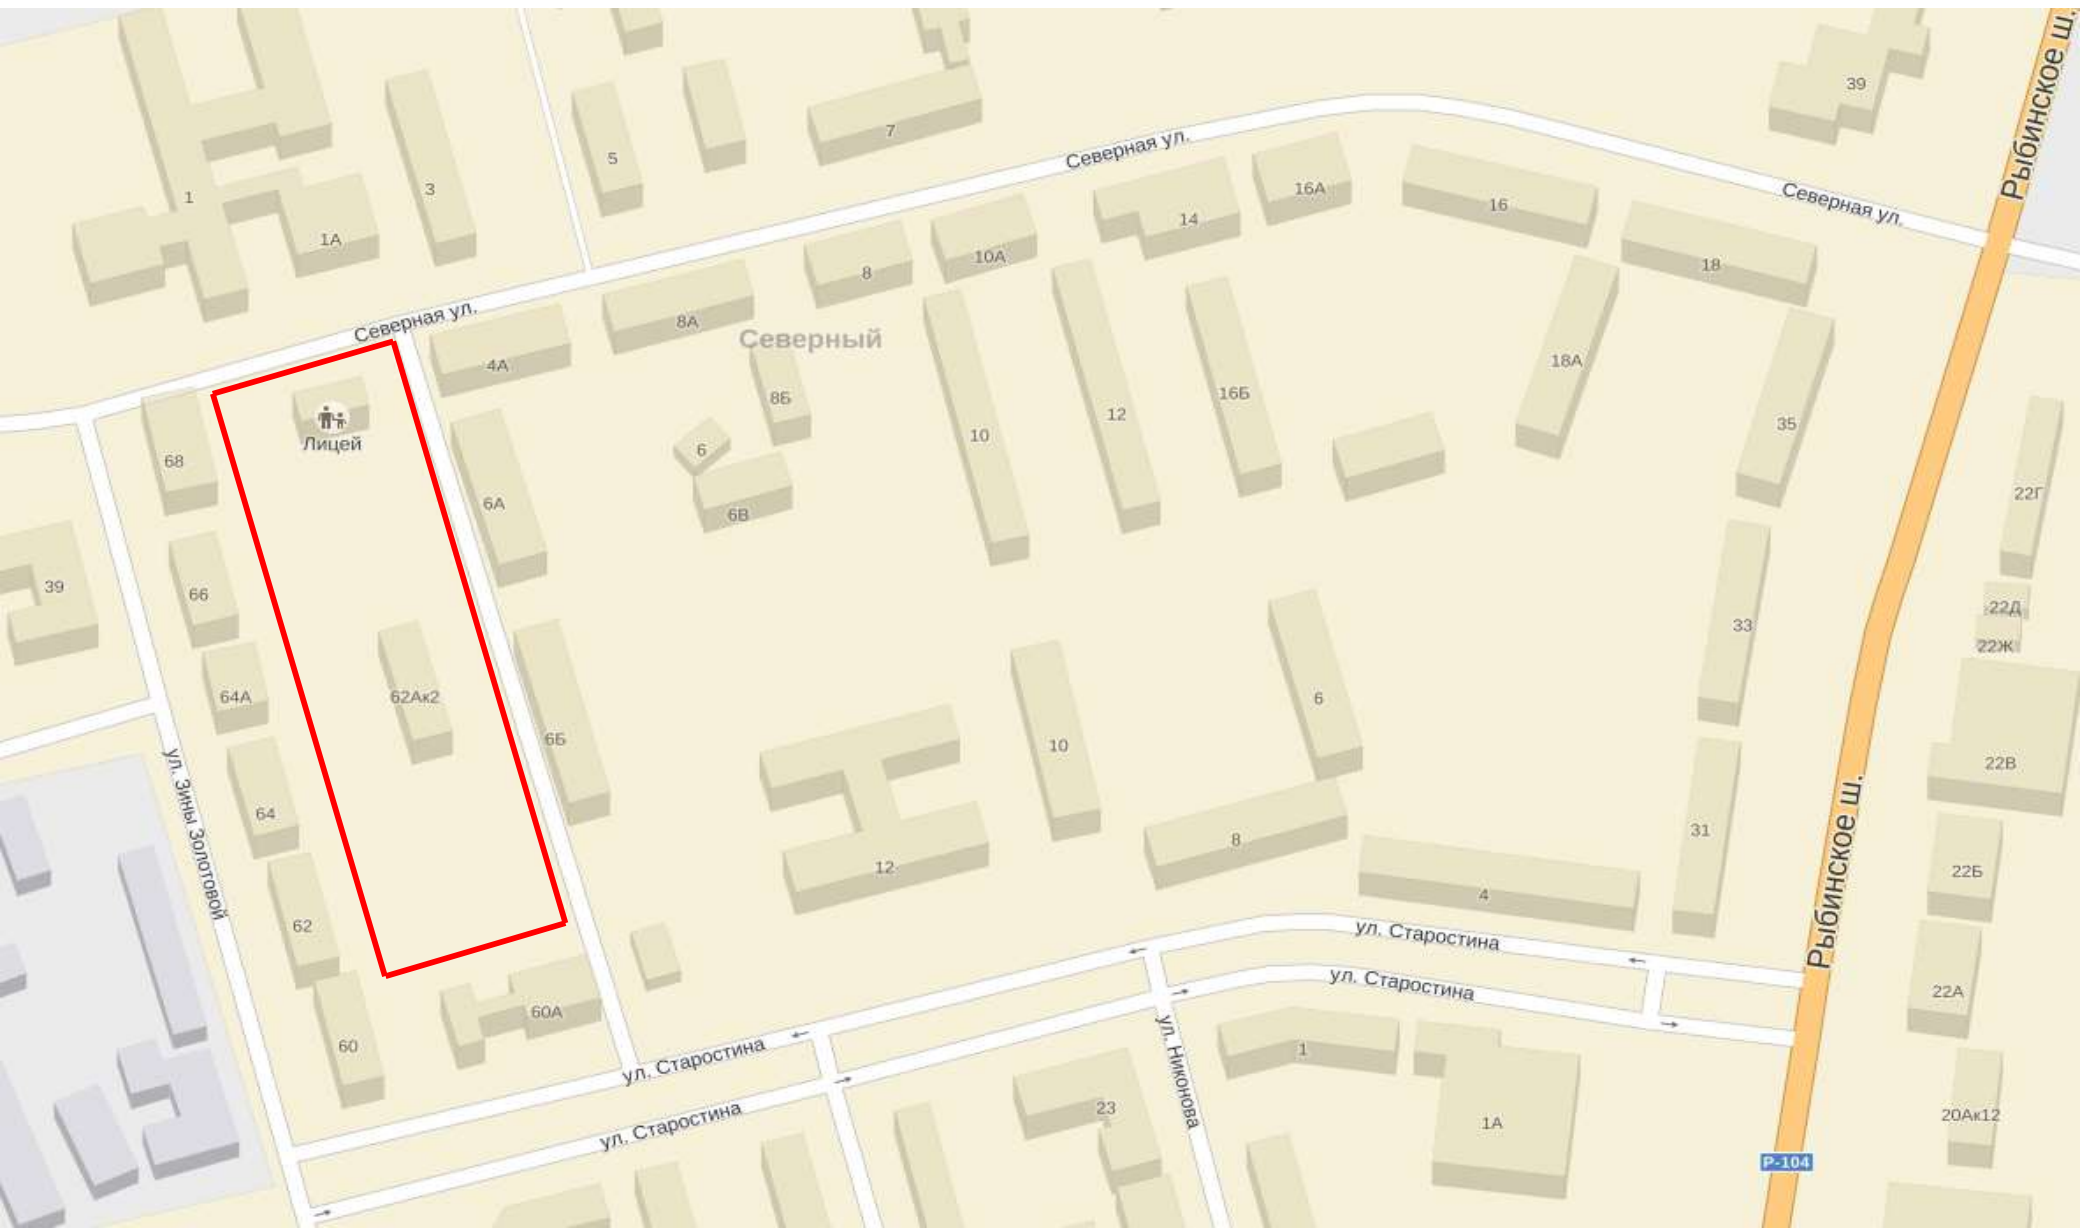 Рыбинское ш.
39
7
5
3
1
1А
Северная ул.
16А
16
14
Северная ул.
18
10А
8
8А
Северная ул.
Северный
4А
18А
8Б
16Б
12
10
35
Лицей
6
68
6А
6В
22Г
39
66
22Д
33
22Ж
64А
62Ак2
6
6Б
10
22В
ул. Зины Золотовой
64
8
31
12
22Б
4
Рыбинское ш.
62
ул. Старостина
ул. Старостина
22А
60А
60
1
ул. Старостина
ул. Никонова
23
20Ак12
1А
ул. Старостина
Р-104